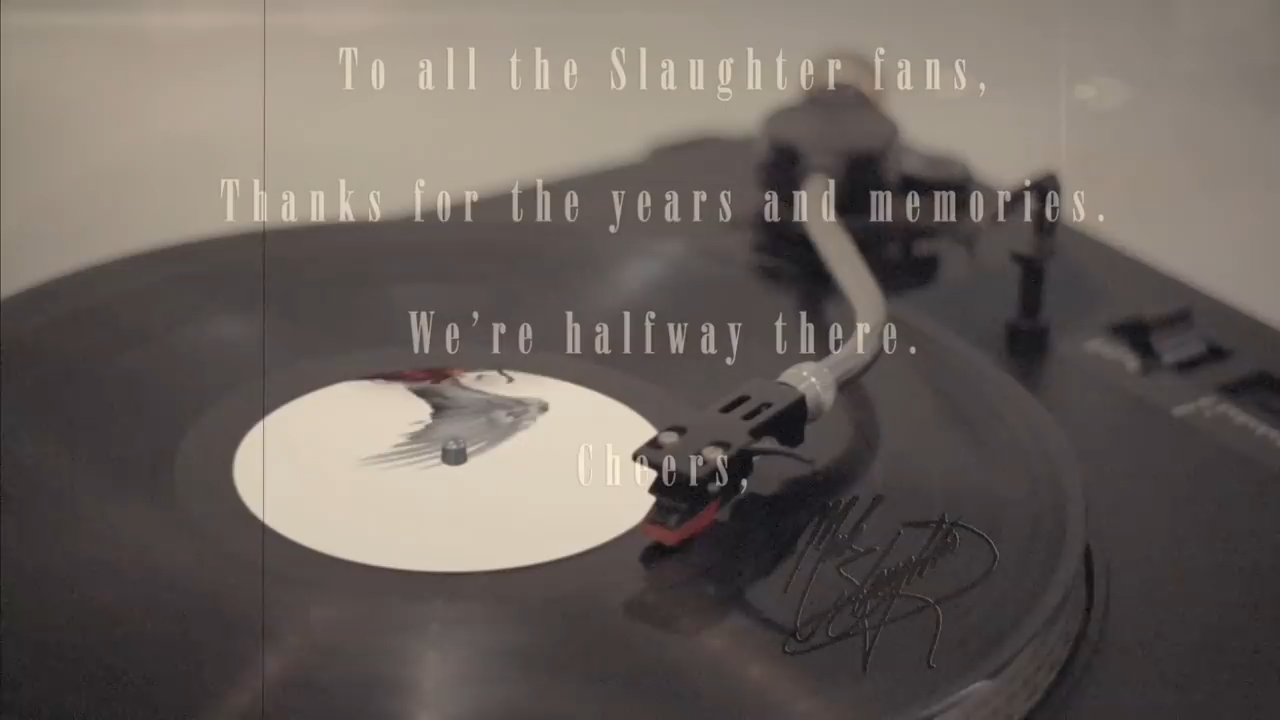 To all the Slaughter fans,
Thanks for the years and memories.
We’re halfway there.
Cheers,